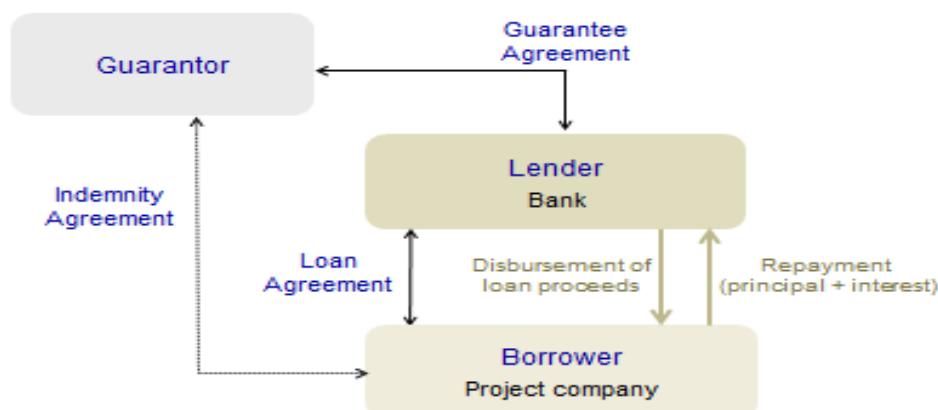 Guarantor
Guarantee
Agreement
Lender
Bank
Indemnity
Agreement
Loan
Agreement
Disbursement of
loan proceeds
Repayment
(principal + interest)
Borrower
Project company